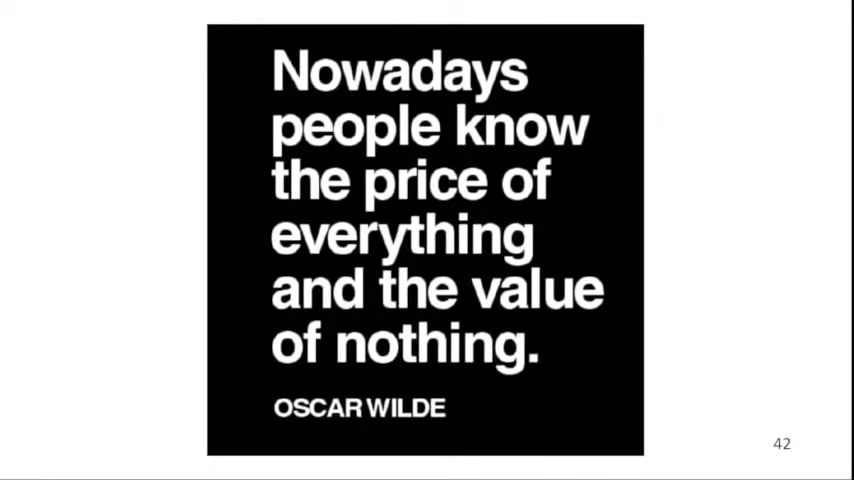 Nowadays
people know
the price of
everything
and the value
of nothing.
OSCAR WILDE
42